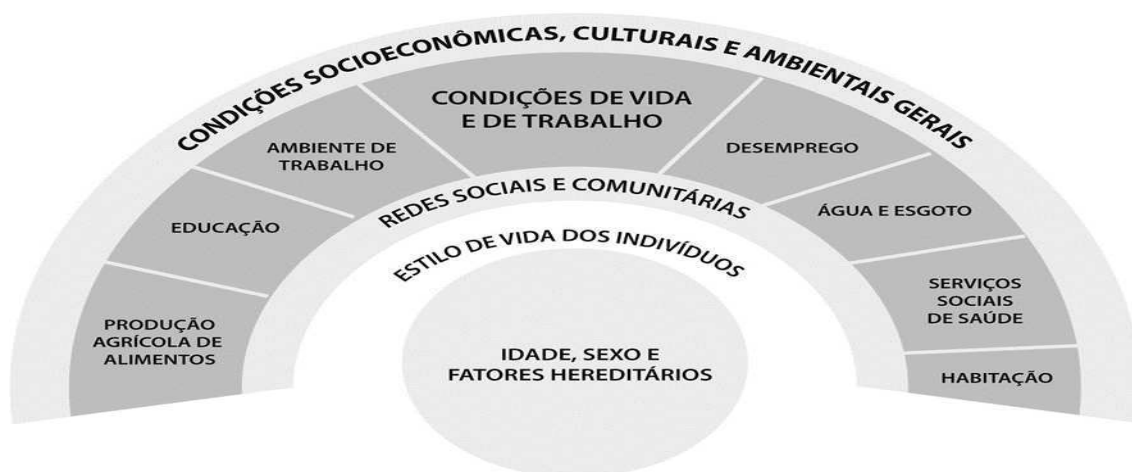 CONDIÇÕES SOCIOECONÔMICAS, CULTURAIS E AMBIENTAIS GERAIS
CONDIÇÕES DE VIDA
E DE TRABALHO
AMBIENTE DE
TRABALHO
DESEMPREGO
EDUCAÇÃO
ÁGUA E ESGOTO
PRODUÇÃO
AGRÍCOLA DE
ALIMENTOS
SERVIÇOS
SOCIAIS
DE SAÚDE
HABITAÇÃO
REDES SOCIAIS E COMUNITÁRIAS
ESTILO DE VIDA DOS INDIVÍDUOS
IDADE, SEXO E
FATORES HEREDITÁRIOS